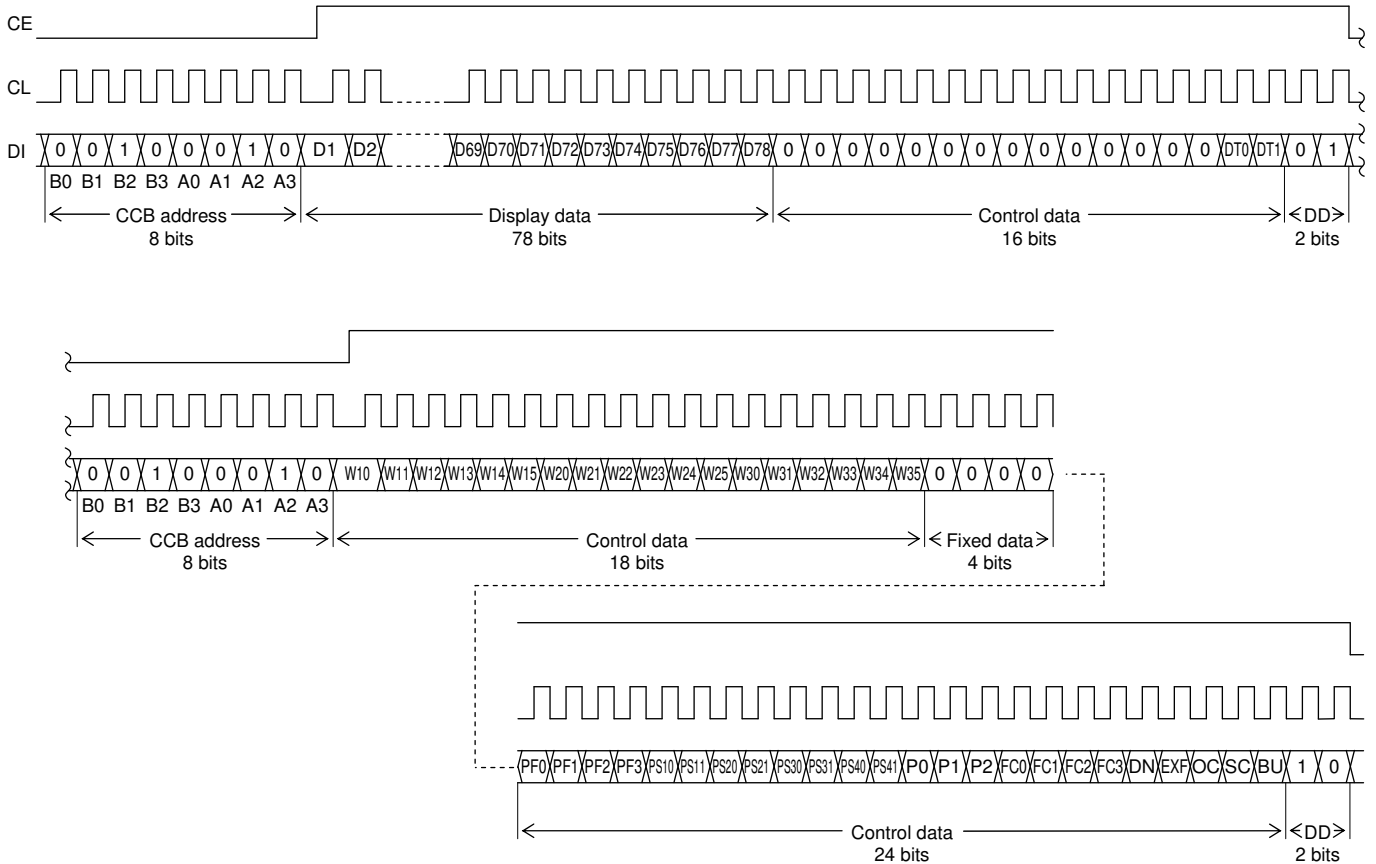 CE
CL
DI 0 0 1 0 0 0 1 0 D1 D2 D69 D70 D71 D72 D73 D74 D75 D76 D77 D78 0 0 0 0 0 0 0 0 0 0 0 0 0 0 DT0 DT1 0 1
B0 B1 B2 B3 A0 A1 A2 A3
CCB address Display data Control data DD
8 bits 78 bits 16 bits 2 bits
0 0 1 0 0 0 1 0 W10 W11 W12 W13 W14 W15 W20 W21 W22 W23 W24 W25 W30 W31 W32 W33 W34 W35 0 0 0 0
B0 B1 B2 B3 A0 A1 A2 A3
CCB address Control data Fixed data
8 bits 18 bits 4 bits
PF0 PF1 PF2 PF3 PS10 PS11 PS20 PS21 PS30 PS31 PS40 PS41 P0 P1 P2 FC0 FC1 FC2 FC3 DN EXF OC SC BU 1 0
Control data DD
24 bits 2 bits